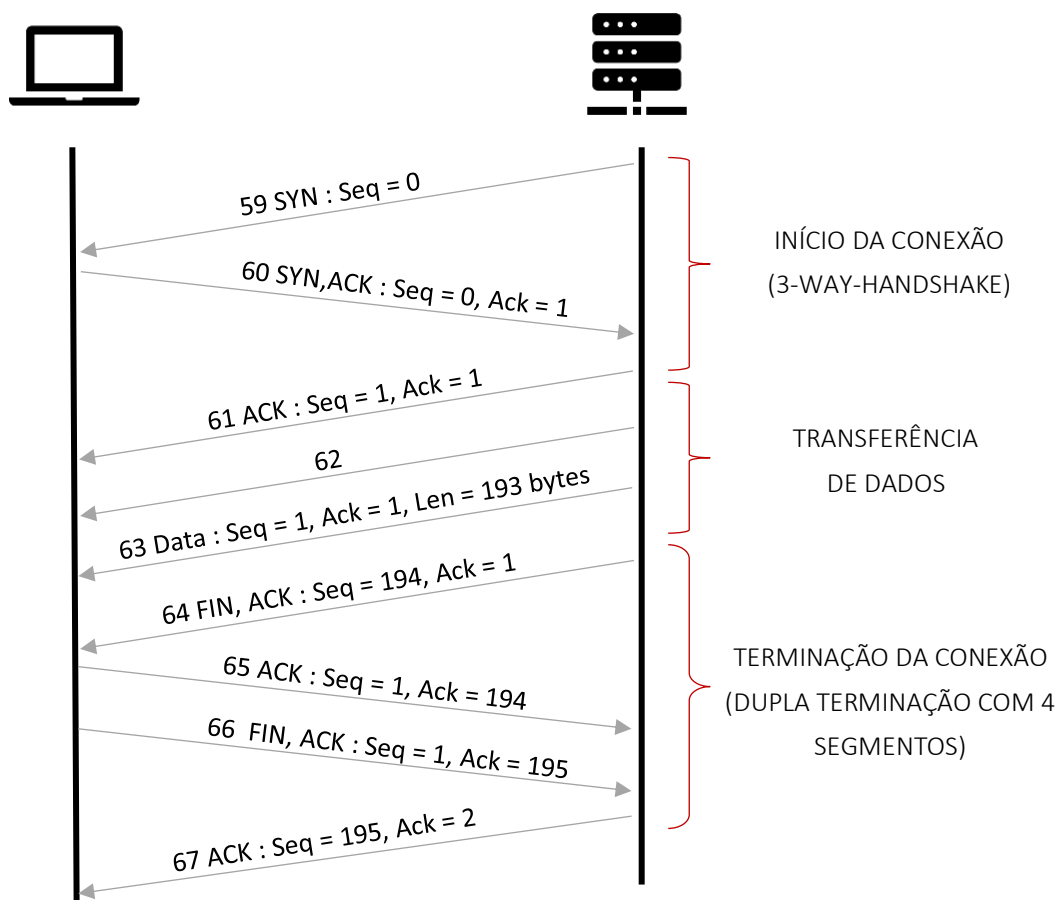 59 SYN : Seq = 0
60 SYN,ACK : Seq = 0, Ack = 1
INÍCIO DA CONEXÃO
(3-WAY-HANDSHAKE)
61 ACK : Seq = 1, Ack = 1
62
63 Data : Seq = 1, Ack = 1, Len = 193 bytes
TRANSFERÊNCIA
DE DADOS
64 FIN, ACK : Seq = 194, Ack = 1
65 ACK : Seq = 1, Ack = 194
66 FIN, ACK : Seq = 1, Ack = 195
67 ACK : Seq = 195, Ack = 2
TERMINAÇÃO DA CONEXÃO
(DUPLA TERMINAÇÃO COM 4
SEGMENTOS)